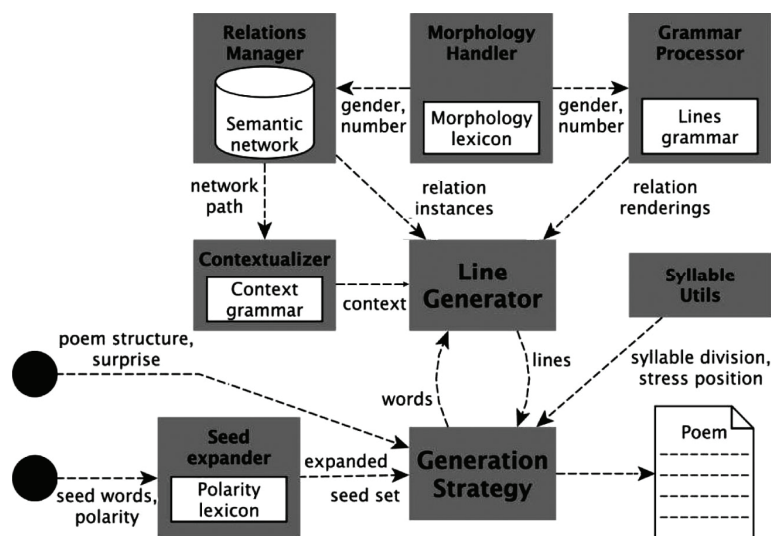 Relations
Manager
Semantic
network
Morphology
Handler
Morphology
lexicon
Grammar
Processor
Lines
grammar
gender,
number
gender,
number
network
path
relation
instances
relation
renderings
Contextualizer
Context
grammar
context
Line
Generator
Syllable
Utils
poem structure,
surprise
words
lines
syllable division,
stress position
Seed
expander
Polarity
lexicon
seed words,
polarity
expanded
seed set
Generation
Strategy
Poem